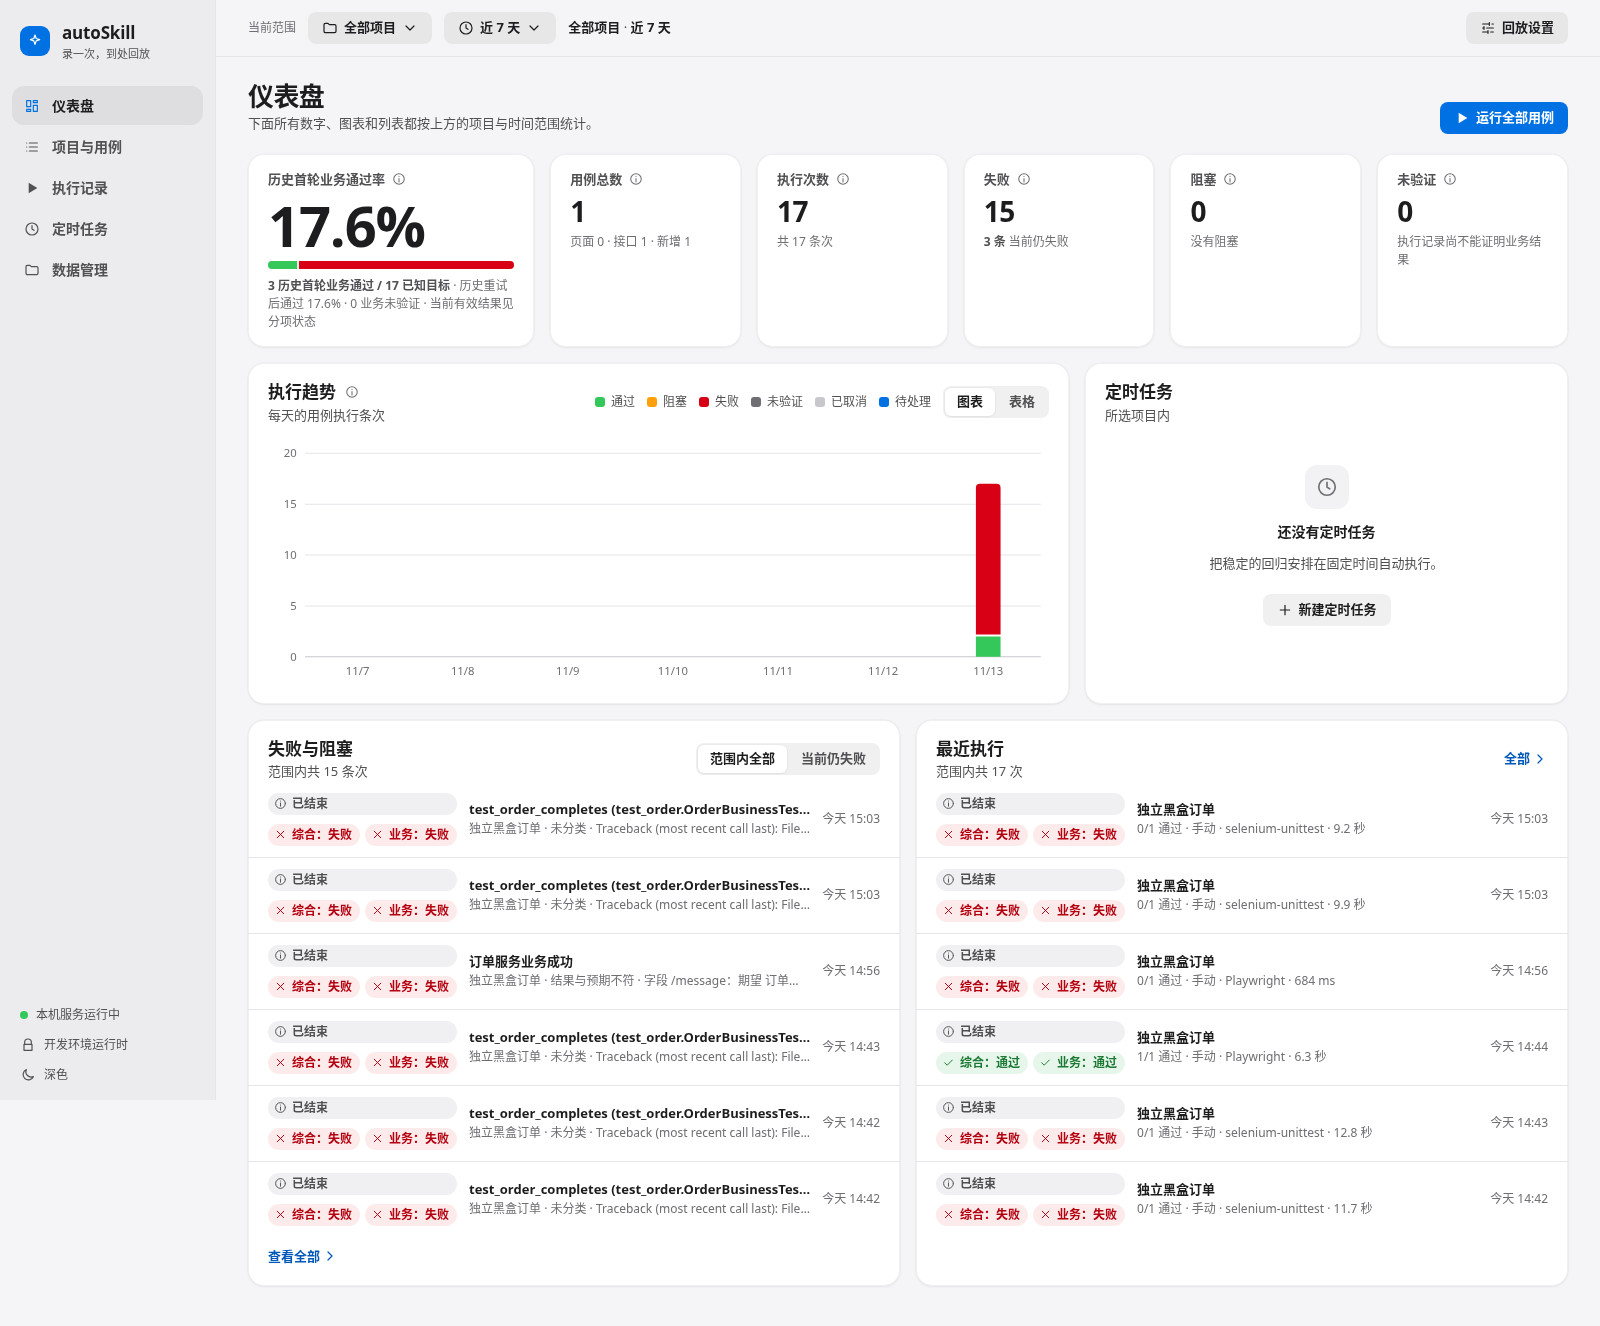 autoSkill
录一次，到处回放
仪表盘
项目与用例
执行记录
定时任务
数据管理
本机服务运行中
开发环境运行时
深色
当前范围
全部项目
近 7 天
全部项目 · 近 7 天
回放设置
仪表盘
下面所有数字、图表和列表都按上方的项目与时间范围统计。
运行全部用例
历史首轮业务通过率
17.6%
3 历史首轮业务通过 / 17 已知目标 · 历史重试
后通过 17.6% · 0 业务未验证 · 当前有效结果见
分项状态
用例总数
1
页面 0 · 接口 1 · 新增 1
执行次数
17
共 17 条次
失败
15
3 条 当前仍失败
阻塞
0
没有阻塞
未验证
0
执行记录尚不能证明业务结
果
执行趋势
每天的用例执行条次
通过
阻塞
失败
未验证
已取消
待处理
图表
表格
20
15
10
5
0
11/7
11/8
11/9
11/10
11/11
11/12
11/13
定时任务
所选项目内
还没有定时任务
把稳定的回归安排在固定时间自动执行。
新建定时任务
失败与阻塞
范围内共 15 条次
范围内全部
当前仍失败
已结束
综合：失败
业务：失败
test_order_completes (test_order.OrderBusinessTes...
独立黑盒订单 · 未分类 · Traceback (most recent call last): File...
今天 15:03
已结束
综合：失败
业务：失败
test_order_completes (test_order.OrderBusinessTes...
独立黑盒订单 · 未分类 · Traceback (most recent call last): File...
今天 15:03
已结束
综合：失败
业务：失败
订单服务业务成功
独立黑盒订单 · 结果与预期不符 · 字段 /message：期望 订单...
今天 14:56
已结束
综合：失败
业务：失败
test_order_completes (test_order.OrderBusinessTes...
独立黑盒订单 · 未分类 · Traceback (most recent call last): File...
今天 14:43
已结束
综合：失败
业务：失败
test_order_completes (test_order.OrderBusinessTes...
独立黑盒订单 · 未分类 · Traceback (most recent call last): File...
今天 14:42
已结束
综合：失败
业务：失败
test_order_completes (test_order.OrderBusinessTes...
独立黑盒订单 · 未分类 · Traceback (most recent call last): File...
今天 14:42
查看全部
最近执行
范围内共 17 次
全部
已结束
综合：失败
业务：失败
独立黑盒订单
0/1 通过 · 手动 · selenium-unittest · 9.2 秒
今天 15:03
已结束
综合：失败
业务：失败
独立黑盒订单
0/1 通过 · 手动 · selenium-unittest · 9.9 秒
今天 15:03
已结束
综合：失败
业务：失败
独立黑盒订单
0/1 通过 · 手动 · Playwright · 684 ms
今天 14:56
已结束
综合：通过
业务：通过
独立黑盒订单
1/1 通过 · 手动 · Playwright · 6.3 秒
今天 14:44
已结束
综合：失败
业务：失败
独立黑盒订单
0/1 通过 · 手动 · selenium-unittest · 12.8 秒
今天 14:43
已结束
综合：失败
业务：失败
独立黑盒订单
0/1 通过 · 手动 · selenium-unittest · 11.7 秒
今天 14:42